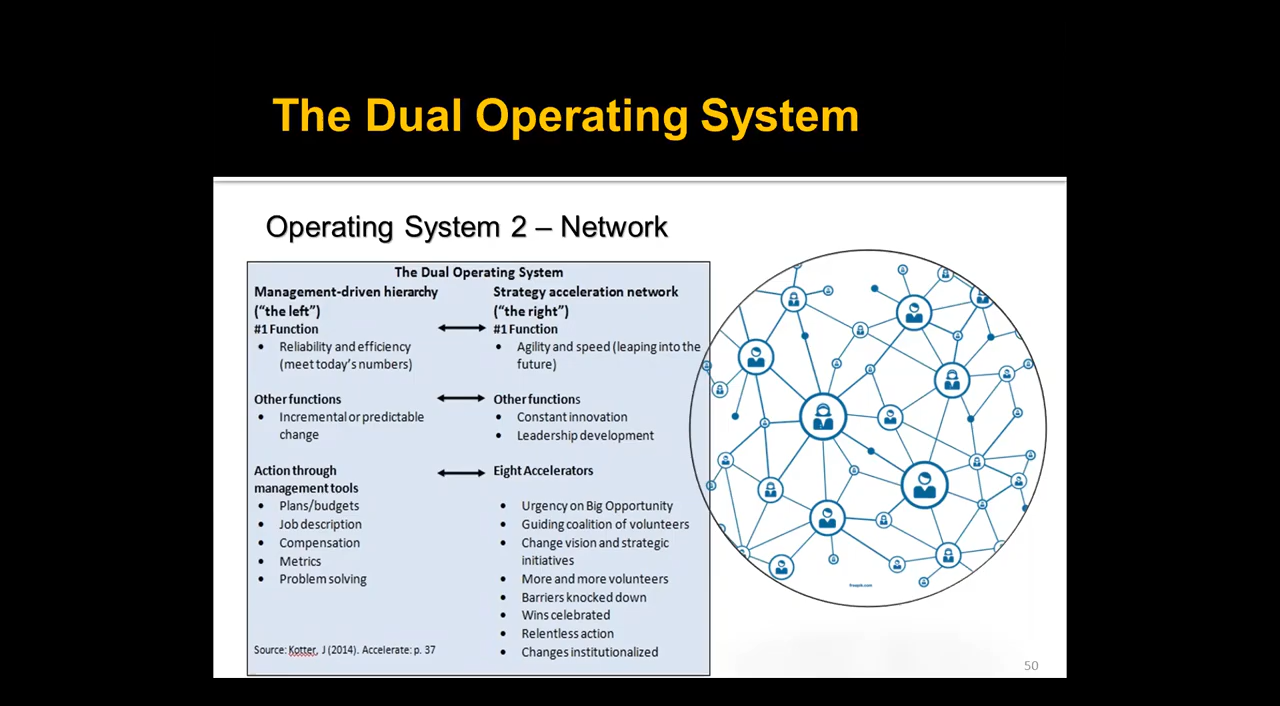 The Dual Operating System
Operating System 2 – Network
The Dual Operating System
Management-driven hierarchy
(“the left”)
#1 Function
• Reliability and efficiency
(meet today’s numbers)
Other functions
• Incremental or predictable
change
Action through
management tools
• Plans/budgets
• Job description
• Compensation
• Metrics
• Problem solving
Source: Kotter, J (2014). Accelerate: p. 37
Strategy acceleration network
(“the right”)
#1 Function
• Agility and speed (leaping into the
future)
Other functions
• Constant innovation
• Leadership development
Eight Accelerators
• Urgency on Big Opportunity
• Guiding coalition of volunteers
• Change vision and strategic
initiatives
• More and more volunteers
• Barriers knocked down
• Wins celebrated
• Relentless action
• Changes institutionalized
freepik.com
50